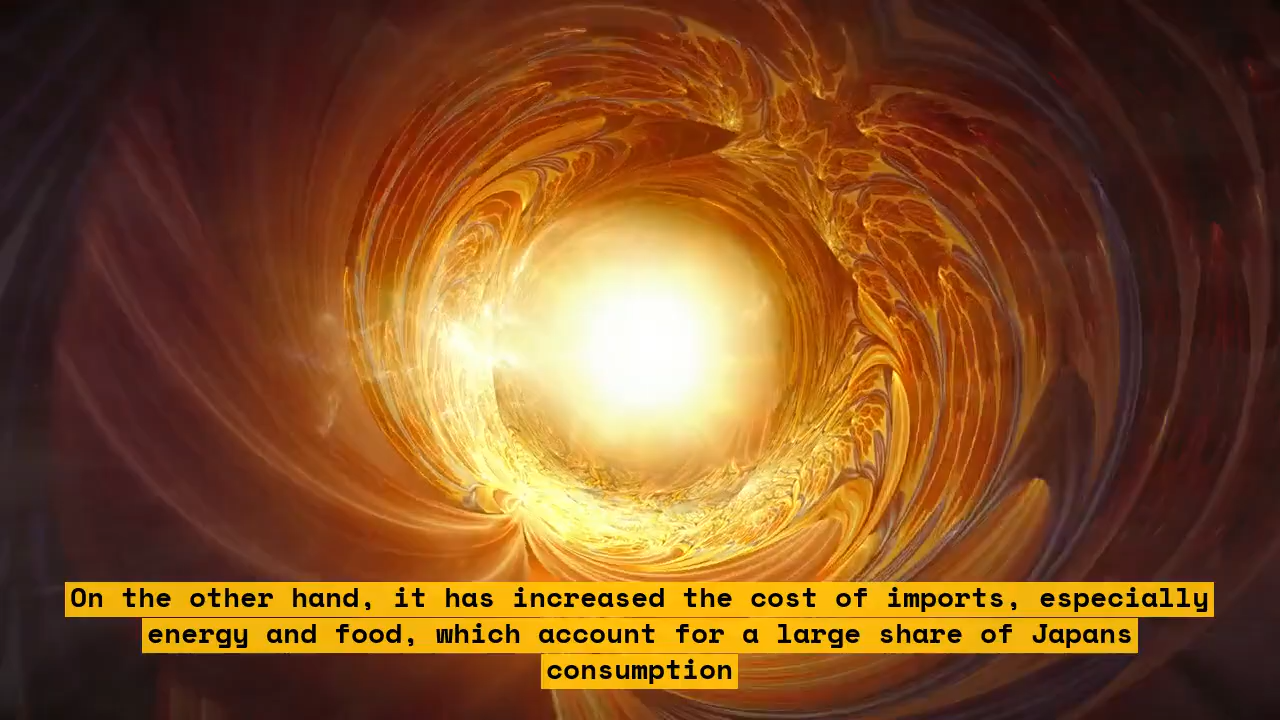 On the other hand, it has increased the cost of imports, especially
energy and food, which account for a large share of Japans
consumption